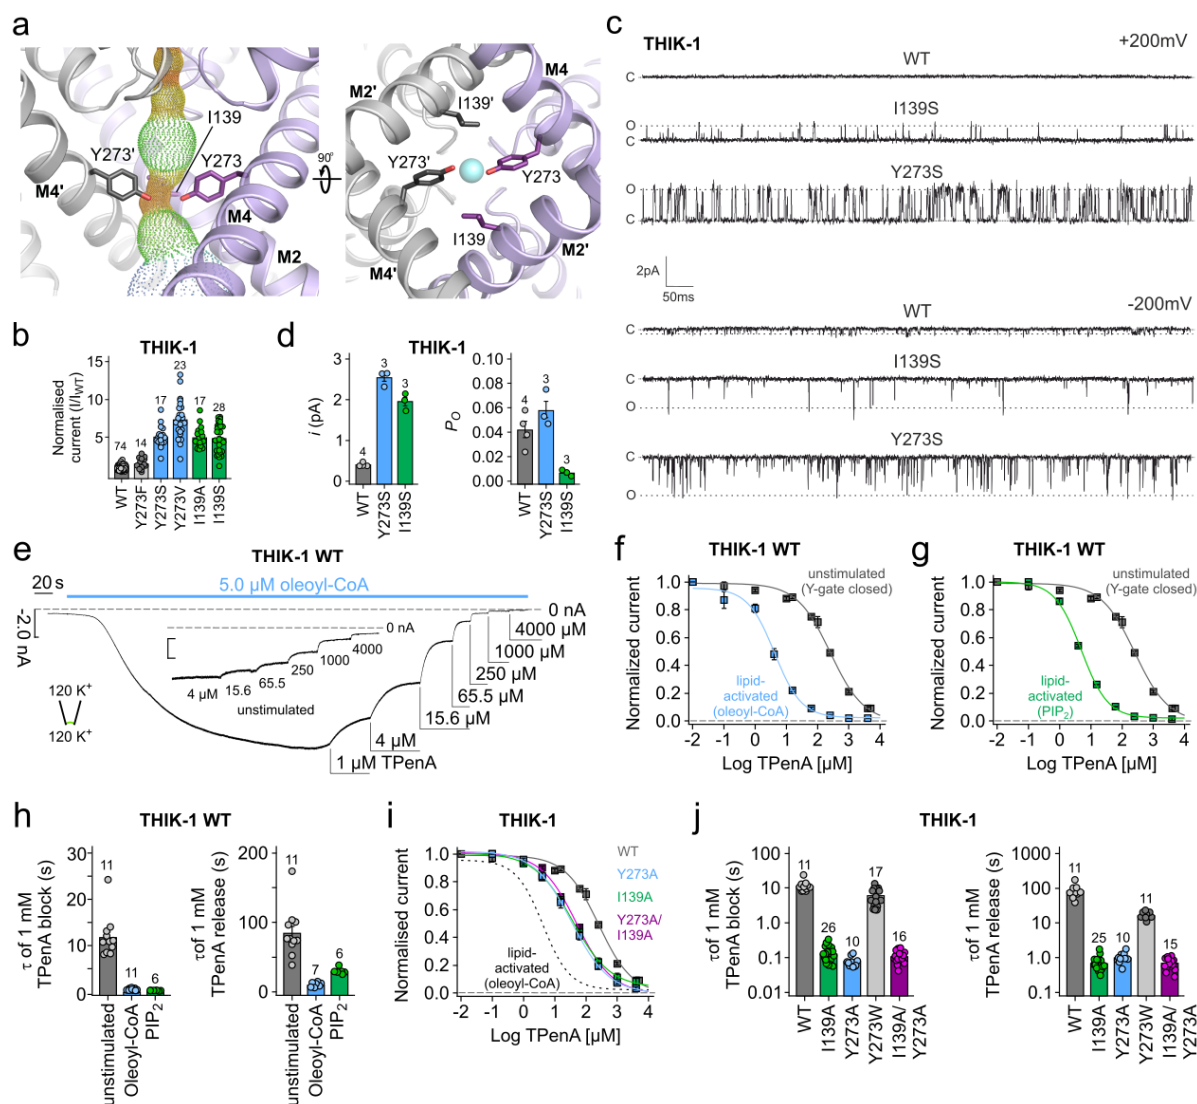 a
I139
Y273'
Y273
M4'
M4
M2
90°
M4
M2'
I139'
Y273'
Y273
I139
M2'
M4'
c
THIK-1
+200mV
WT
C
I139S
O
C
Y273S
O
C
2pA
50ms
-200mV
WT
C
I139S
C
O
Y273S
C
O
b
THIK-1
Normalised
current (I/I_WT)
15
10
5
74
14
17
23
17
28
WT
Y273F
Y273S
Y273V
I139A
I139S
d
THIK-1
i (pA)
3
2
1
0
4
3
3
WT
Y273S
I139S
P_O
0.10
0.08
0.06
0.04
0.02
0.00
4
3
3
WT
Y273S
I139S
e
THIK-1 WT
20 s
5.0 µM oleoyl-CoA
0 nA
-2.0 nA
0 nA
4 µM
15.6
65.5
250
1000
4000
unstimulated
120 K⁺
120 K⁺
1 µM TPenA
4 µM
15.6 µM
65.5 µM
250 µM
1000 µM
4000 µM
f
THIK-1 WT
Normalized current
1.0
0.8
0.6
0.4
0.2
0.0
unstimulated
(Y-gate closed)
lipid-
activated
(oleoyl-CoA)
-2 -1 0 1 2 3 4
Log TPenA [µM]
g
THIK-1 WT
Normalized current
1.0
0.8
0.6
0.4
0.2
0.0
unstimulated
(Y-gate closed)
lipid-
activated
(PIP₂)
-2 -1 0 1 2 3 4
Log TPenA [µM]
h
THIK-1 WT
τ of 1 mM
TPenA block (s)
30
20
10
0
11
11
6
unstimulated
Oleoyl-CoA
PIP₂
τ of 1 mM
TPenA release (s)
200
150
100
50
0
11
7
6
unstimulated
Oleoyl-CoA
PIP₂
i
THIK-1
Normalised current
1.0
0.8
0.6
0.4
0.2
0.0
WT
Y273A
I139A
Y273A/
I139A
lipid-
activated
(oleoyl-CoA)
-2 -1 0 1 2 3 4
Log TPenA [µM]
j
THIK-1
τ of 1 mM
TPenA block (s)
100
10
1.0
0.1
0.01
11
26
10
17
16
WT
I139A
Y273A
Y273W
I139A/
Y273A
τ of 1 mM
TPenA release (s)
1000
100
10
1.0
0.1
11
25
10
11
15
WT
I139A
Y273A
Y273W
I139A/
Y273A